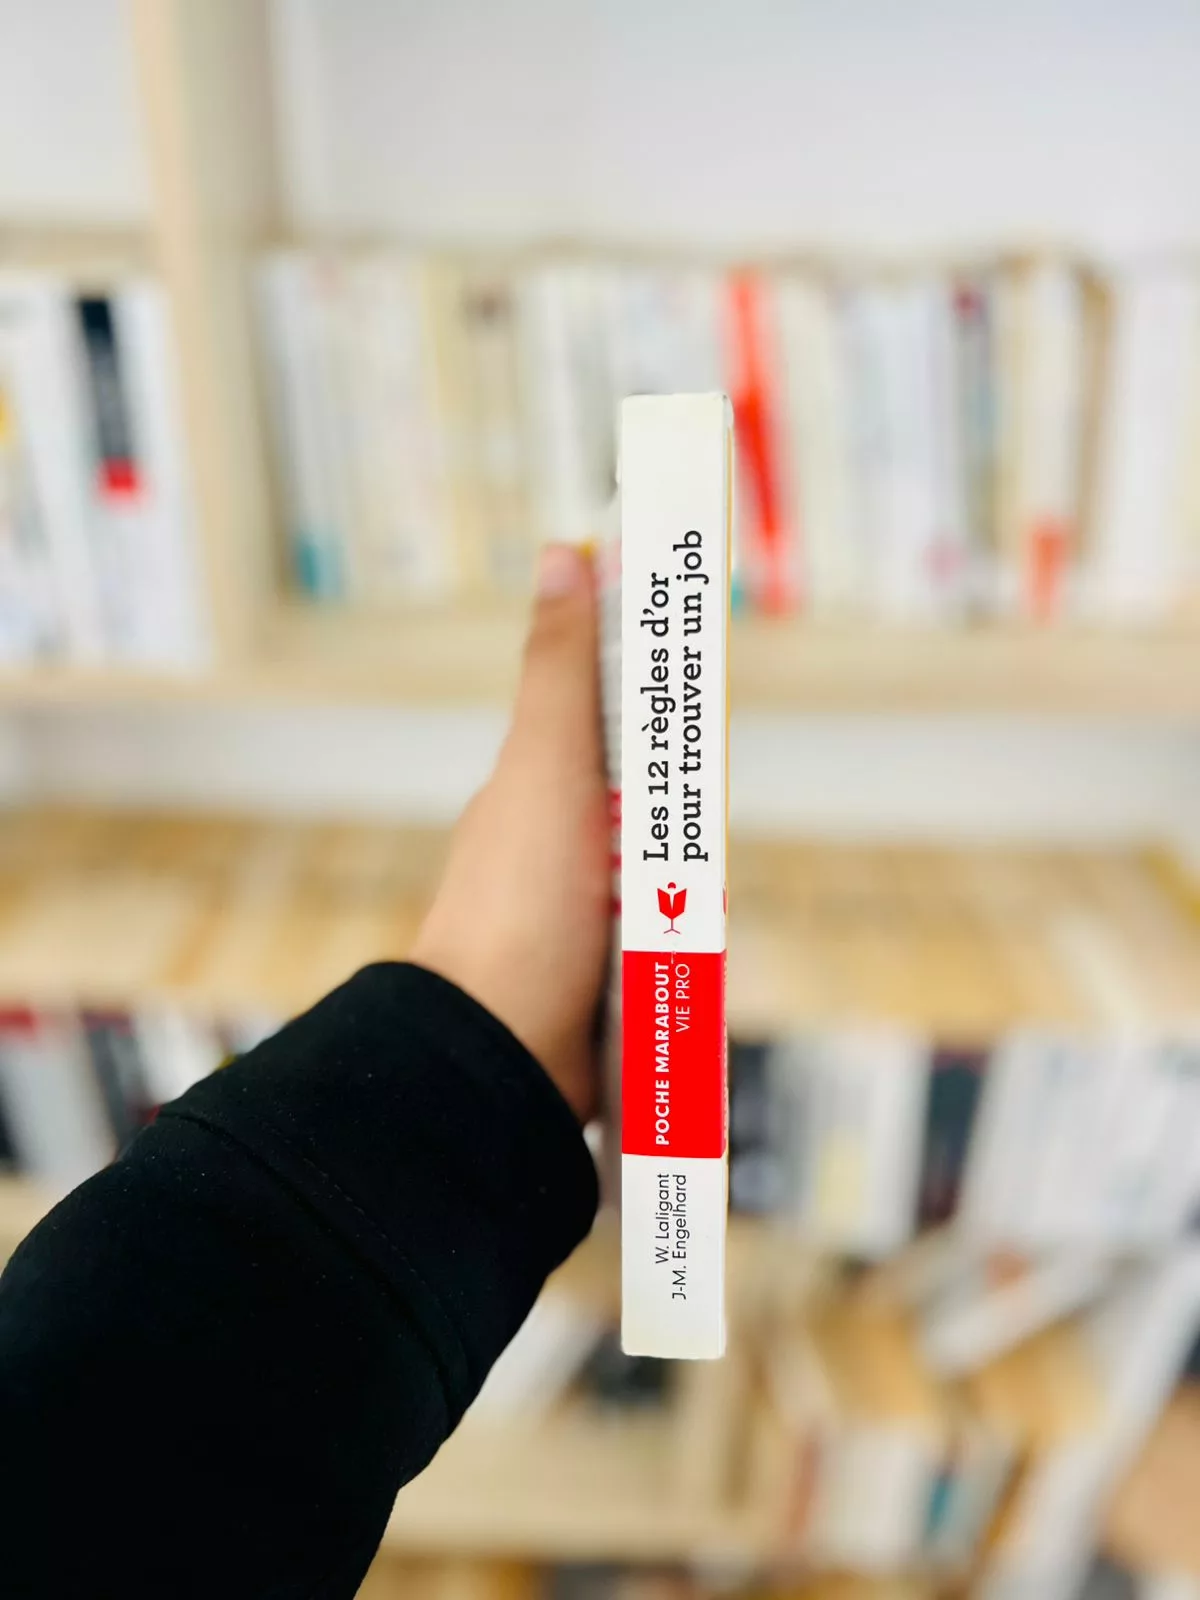 Les 12 règles d'or
pour trouver un job
POCHE MARABOUT
VIE PRO
W. Laligant
J-M. Engelhard